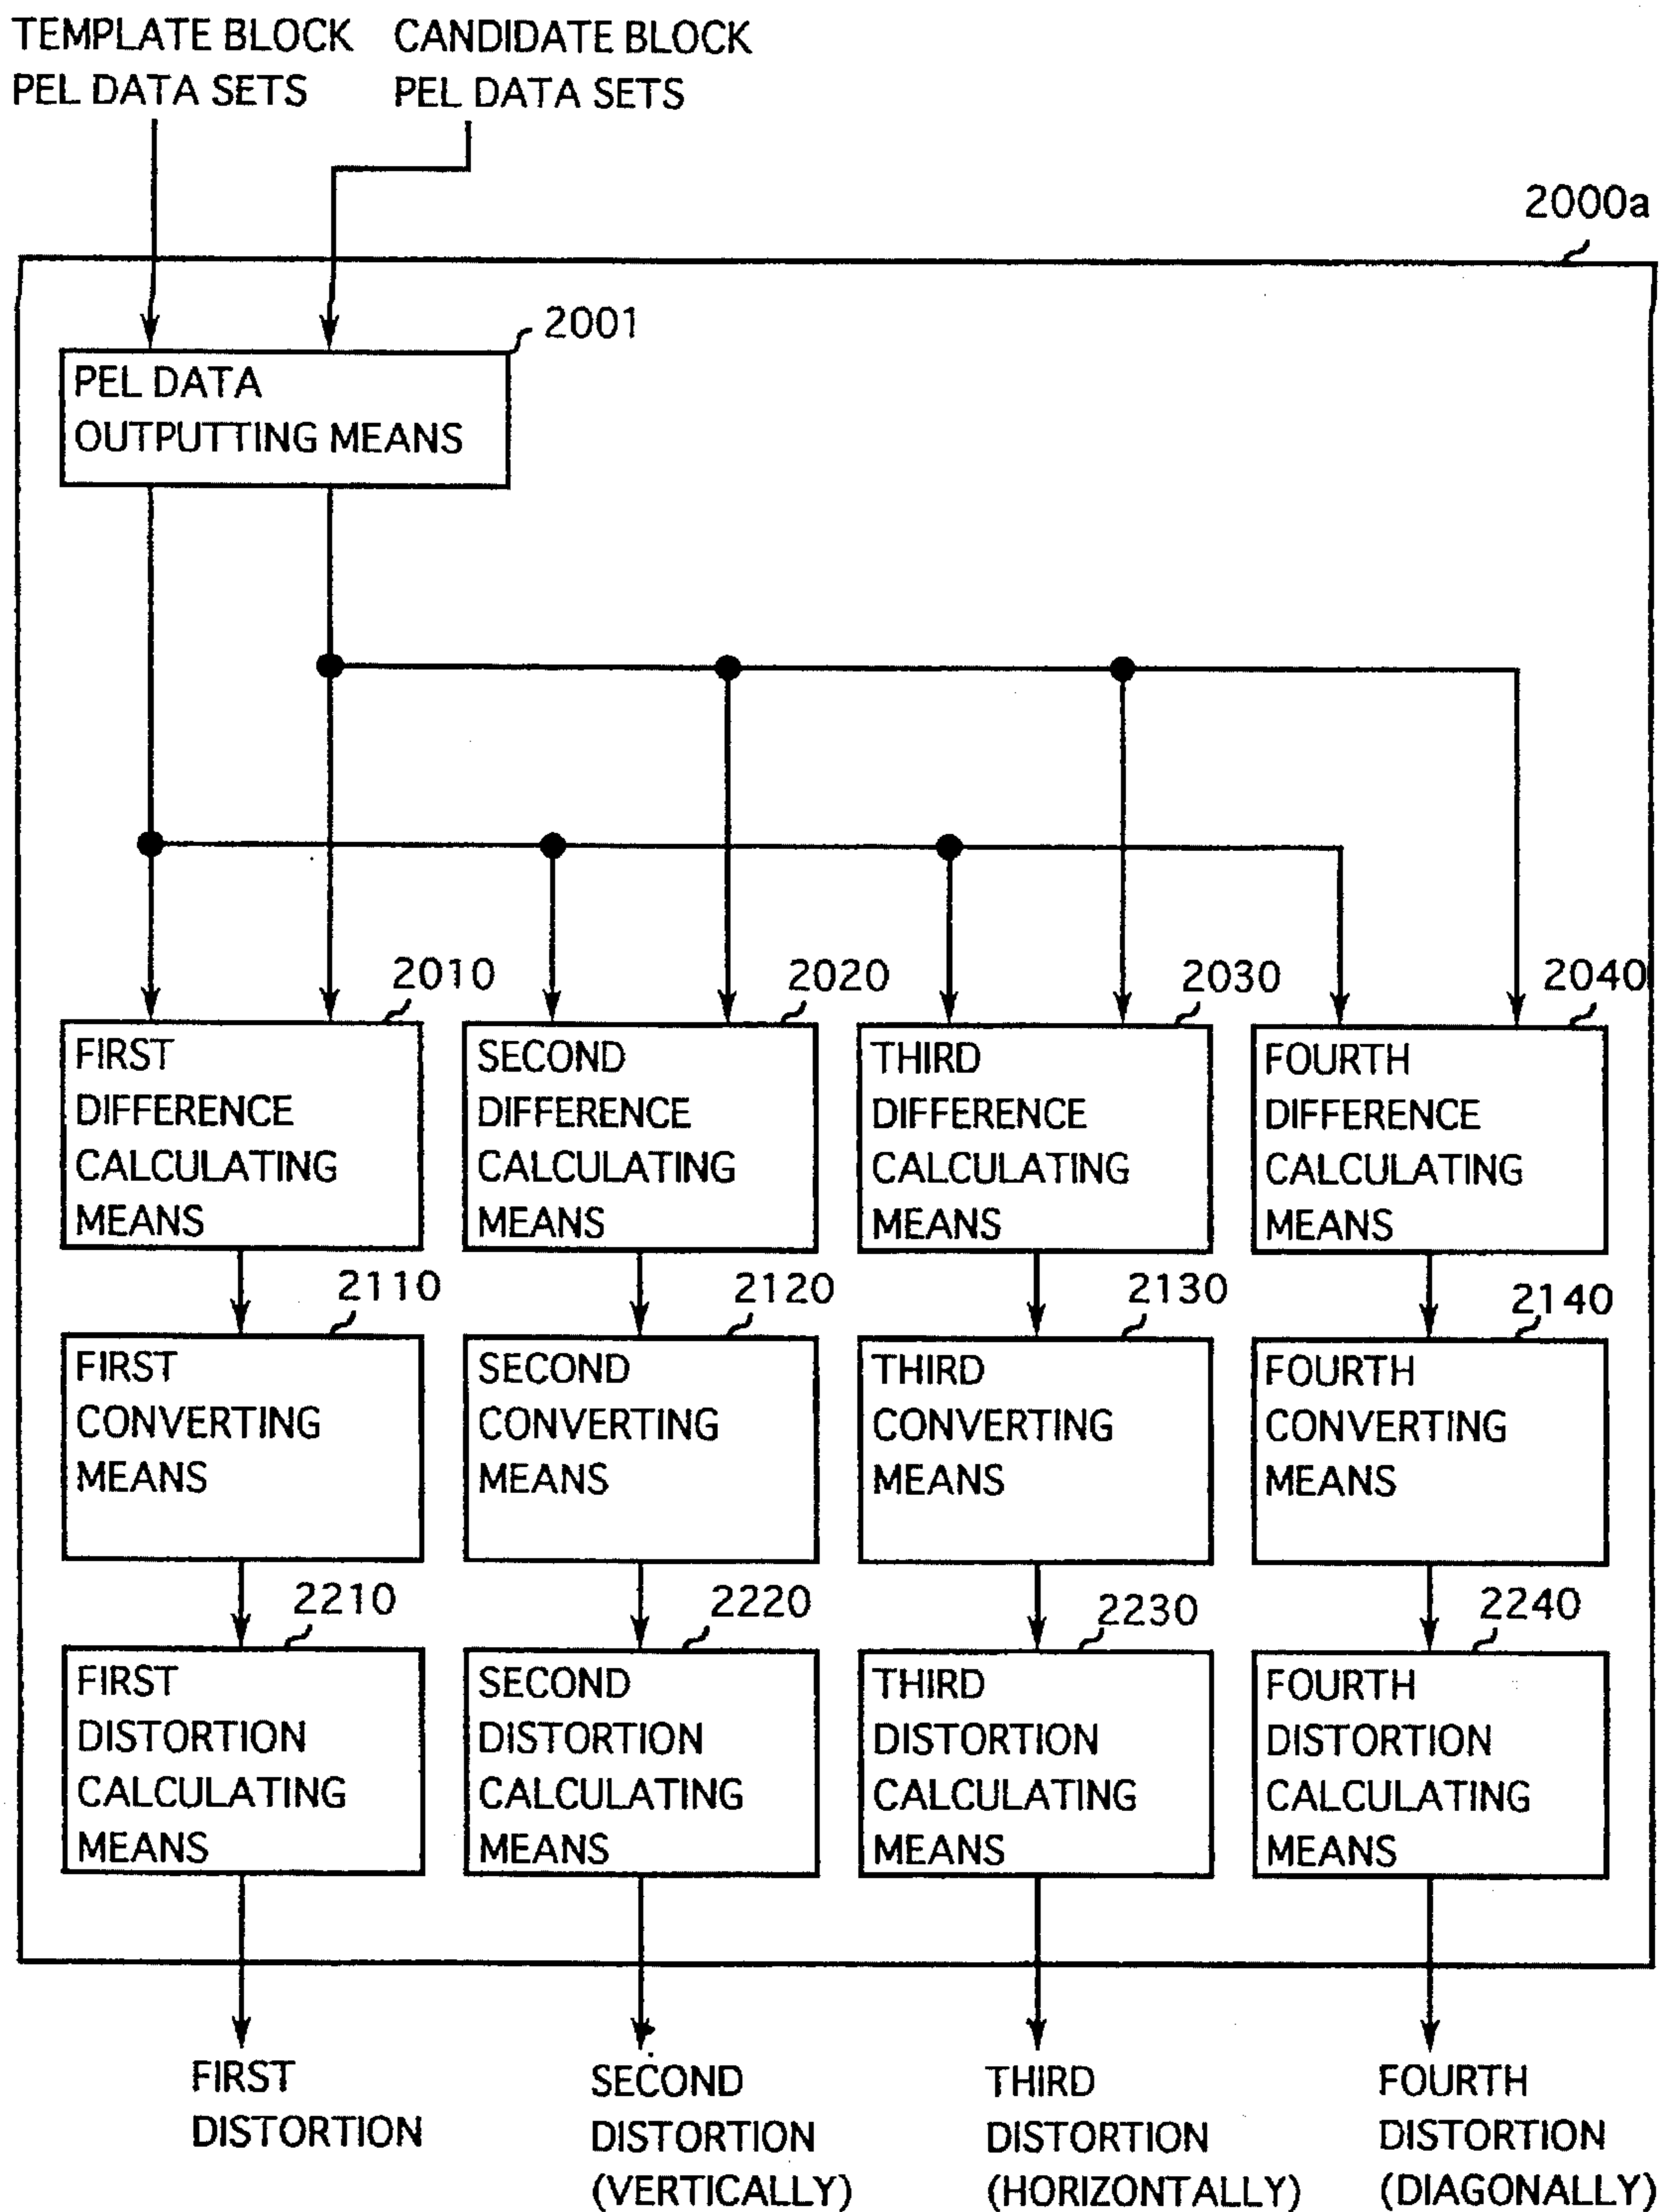 TEMPLATE BLOCK
PEL DATA SETS
CANDIDATE BLOCK
PEL DATA SETS
2000a
2001
PEL DATA
OUTPUTTING MEANS
2010
FIRST
DIFFERENCE
CALCULATING
MEANS
2020
SECOND
DIFFERENCE
CALCULATING
MEANS
2030
THIRD
DIFFERENCE
CALCULATING
MEANS
2040
FOURTH
DIFFERENCE
CALCULATING
MEANS
2110
FIRST
CONVERTING
MEANS
2120
SECOND
CONVERTING
MEANS
2130
THIRD
CONVERTING
MEANS
2140
FOURTH
CONVERTING
MEANS
2210
FIRST
DISTORTION
CALCULATING
MEANS
2220
SECOND
DISTORTION
CALCULATING
MEANS
2230
THIRD
DISTORTION
CALCULATING
MEANS
2240
FOURTH
DISTORTION
CALCULATING
MEANS
FIRST
DISTORTION
SECOND
DISTORTION
(VERTICALLY)
THIRD
DISTORTION
(HORIZONTALLY)
FOURTH
DISTORTION
(DIAGONALLY)